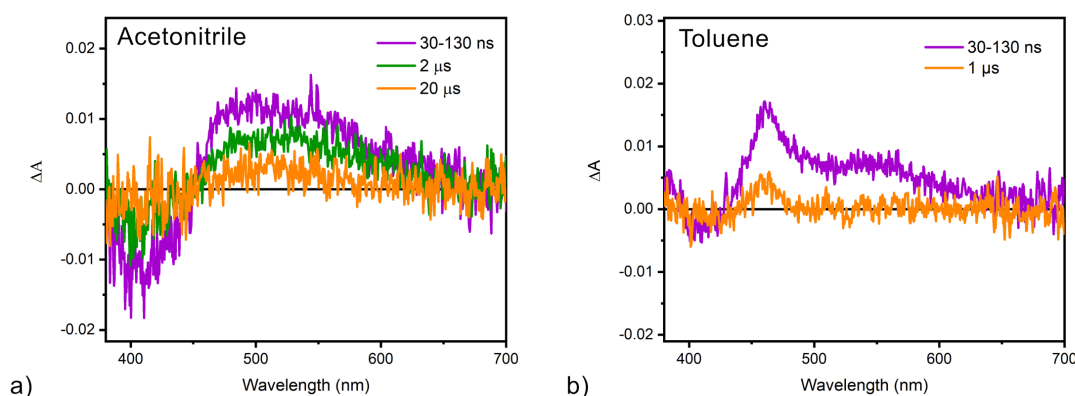 Acetonitrile
30-130 ns
2 μs
20 μs
0.02
0.01
0.00
-0.01
-0.02
ΔA
400
500
600
700
Wavelength (nm)
a)
Toluene
30-130 ns
1 µs
0.03
0.02
0.01
0.00
-0.01
-0.02
ΔA
400
500
600
700
Wavelength (nm)
b)